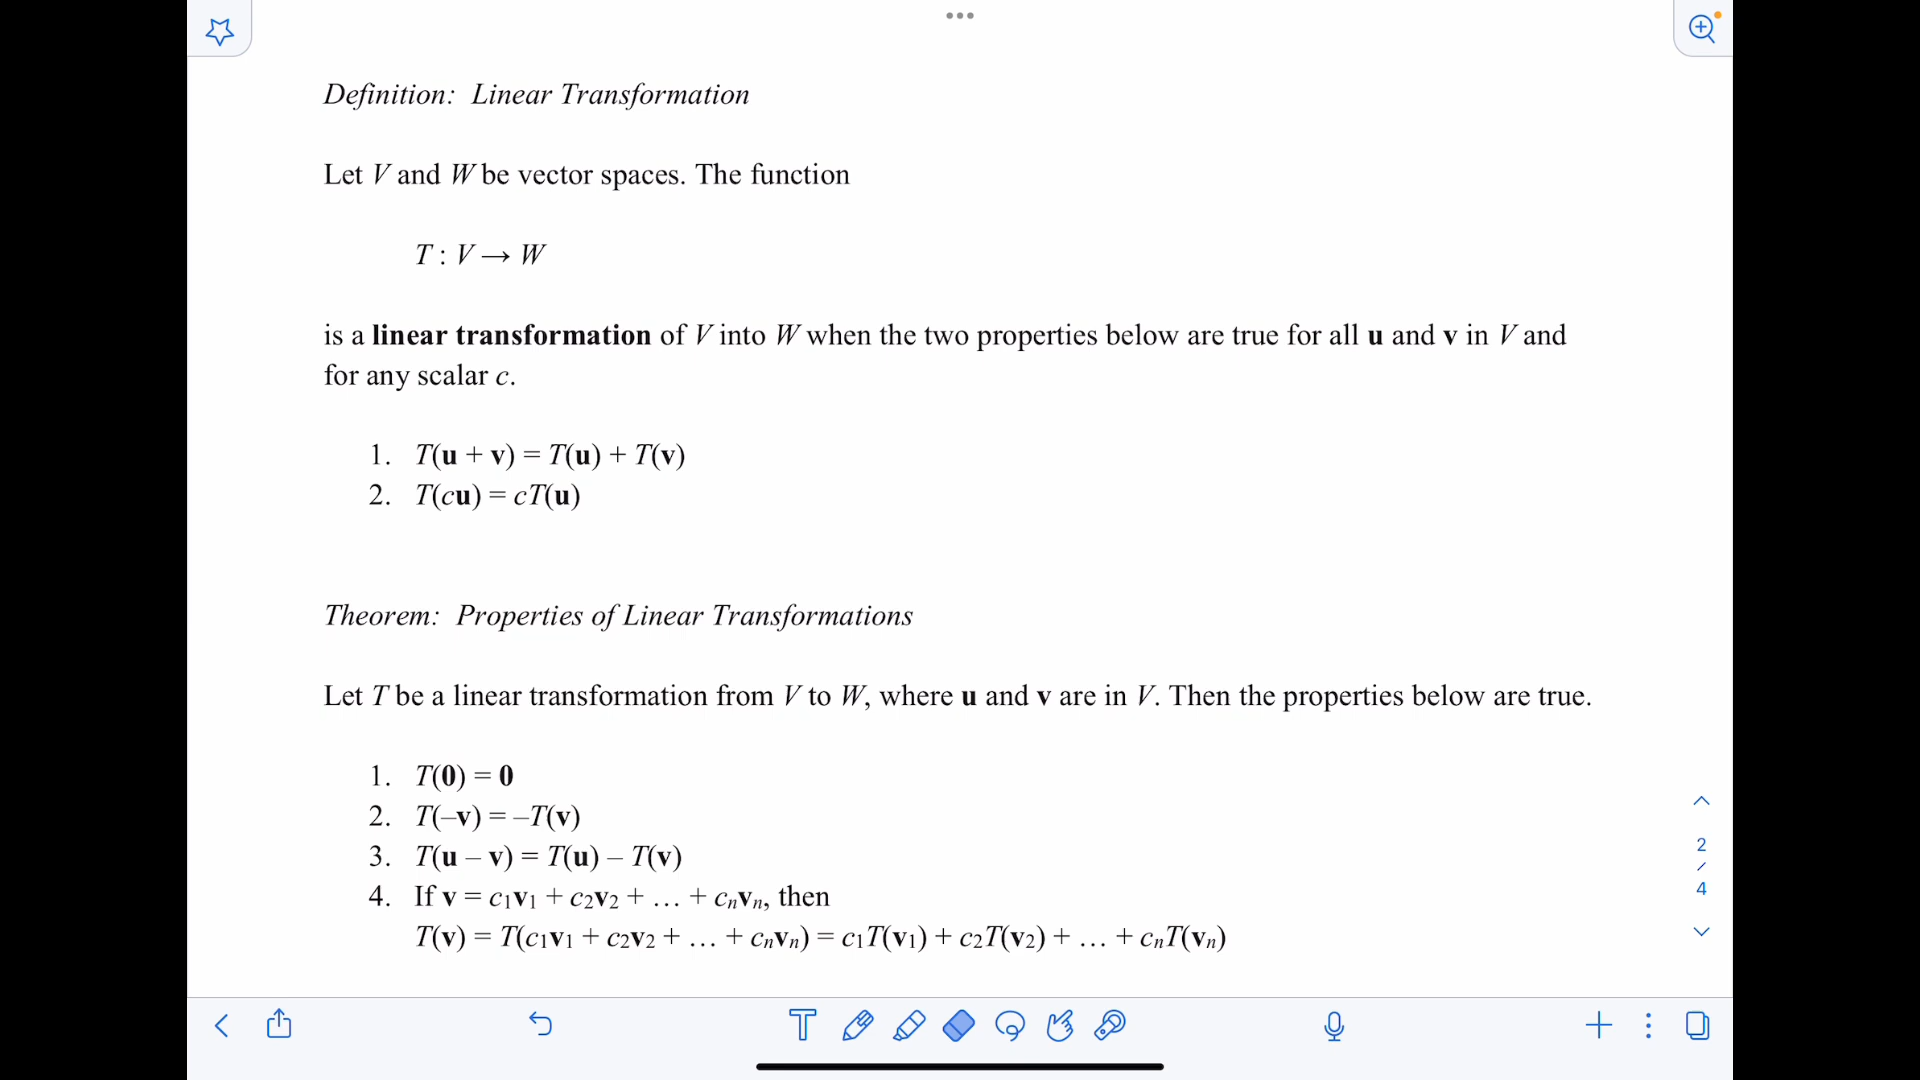 Definition: Linear Transformation
Let V and W be vector spaces. The function
T : V → W
is a linear transformation of V into W when the two properties below are true for all u and v in V and
for any scalar c.
1. T(u + v) = T(u) + T(v)
2. T(cu) = cT(u)
Theorem: Properties of Linear Transformations
Let T be a linear transformation from V to W, where u and v are in V. Then the properties below are true.
1. T(0) = 0
2. T(–v) = –T(v)
3. T(u – v) = T(u) – T(v)
4. If v = c₁v₁ + c₂v₂ + … + cₙvₙ, then
T(v) = T(c₁v₁ + c₂v₂ + … + cₙvₙ) = c₁T(v₁) + c₂T(v₂) + … + cₙT(vₙ)
2
/
4